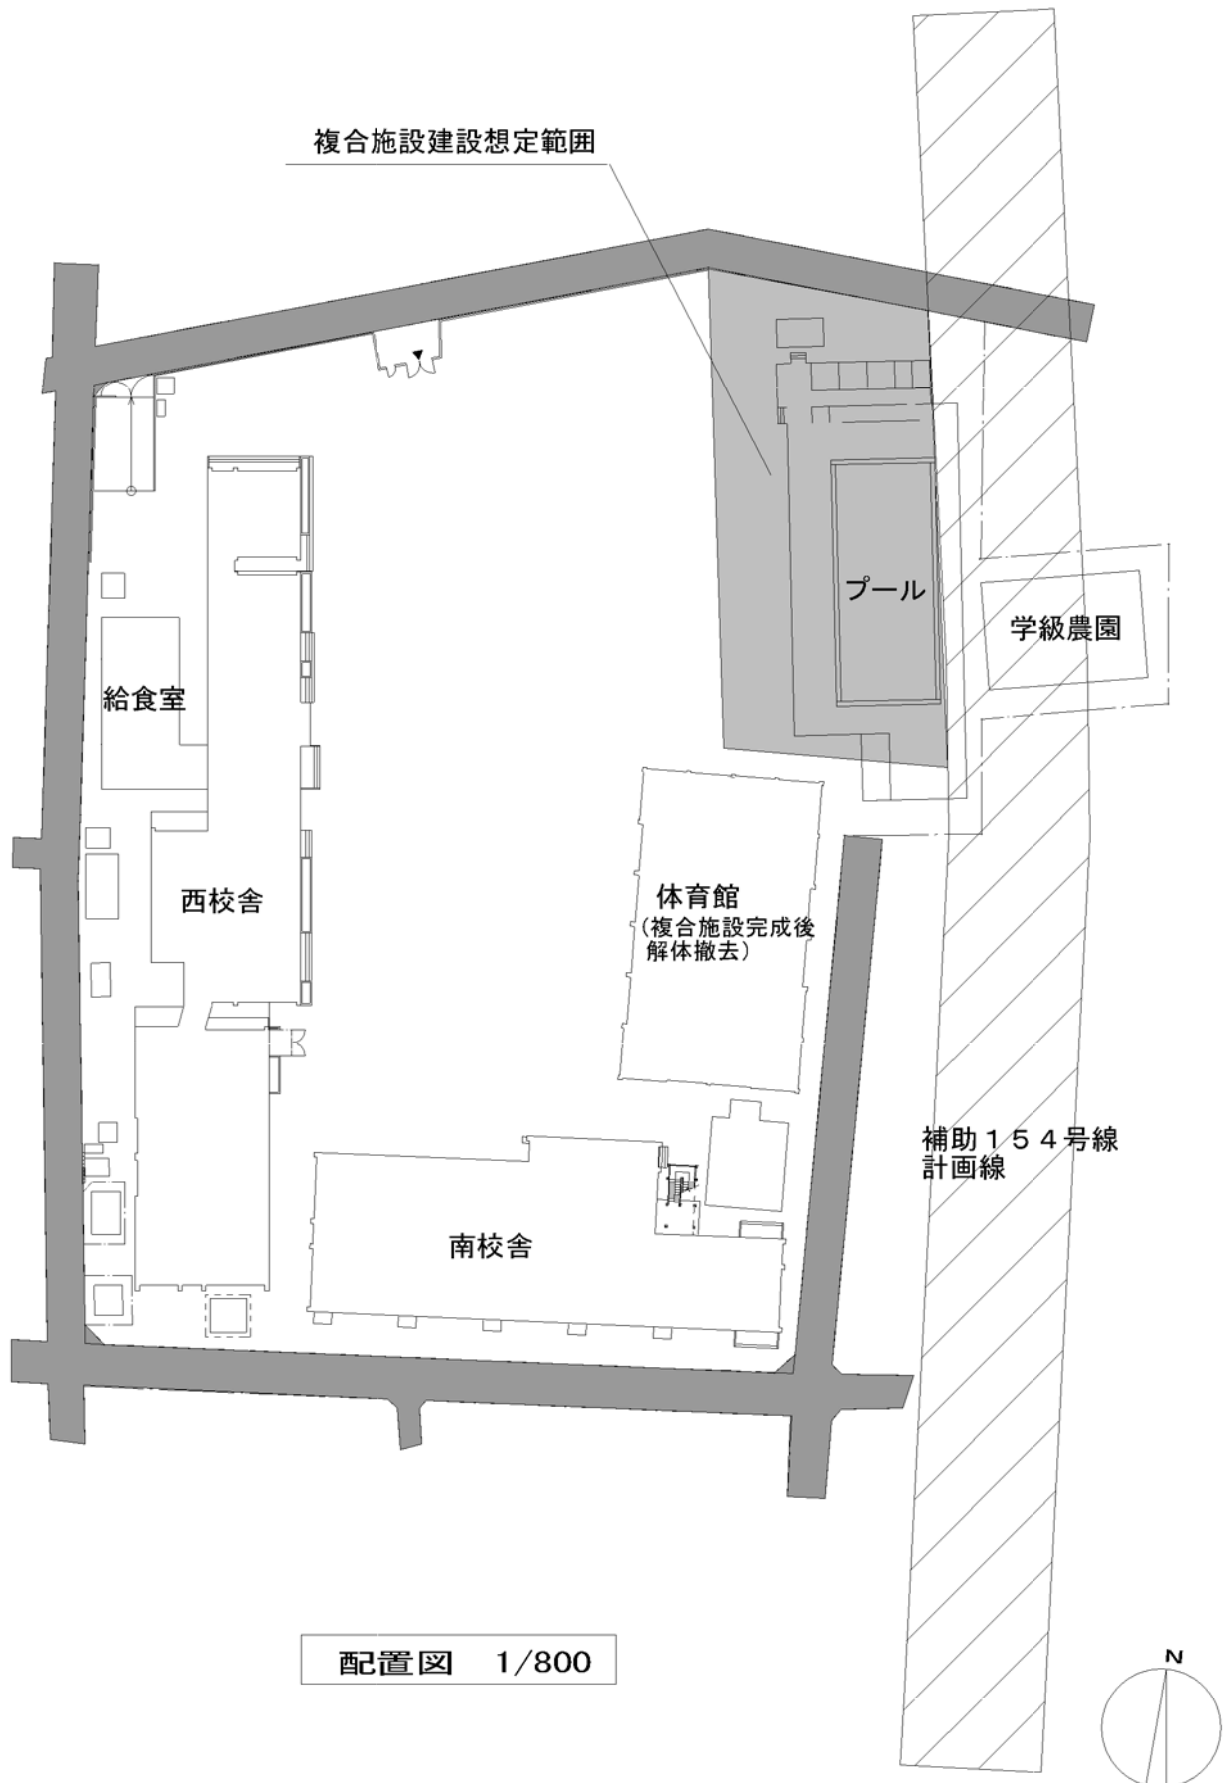 複合施設建設想定範囲
プール
学級農園
給食室
西校舎
体育館
(複合施設完成後
解体撤去)
補助１５４号線
計画線
南校舎
配置図 1/800
N